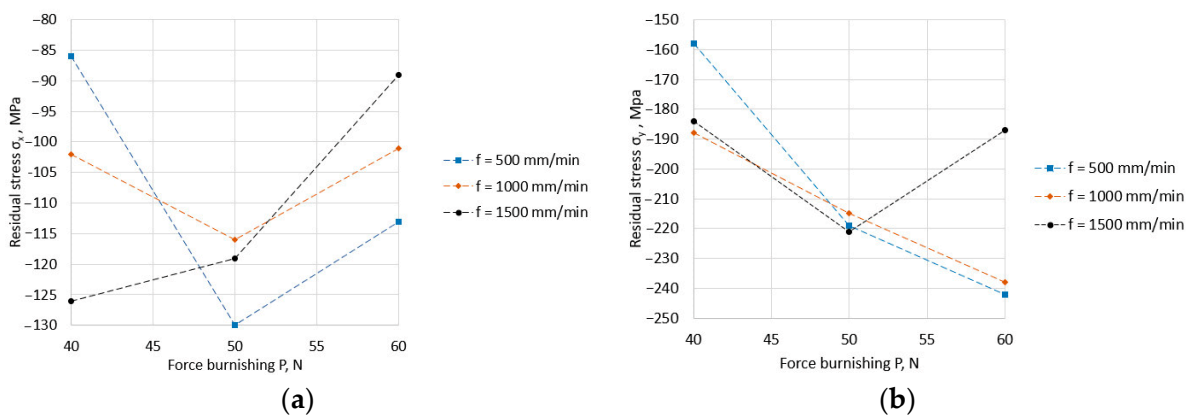 −80
−85
−90
−95
−100
−105
−110
−115
−120
−125
−130
Residual stress σx , MPa
40 45 50 55 60
Force burnishing P, N
f = 500 mm/min
f = 1000 mm/min
f = 1500 mm/min
(a)
−150
−160
−170
−180
−190
−200
−210
−220
−230
−240
−250
Residual stress σy , Mpa
40 45 50 55 60
Force burnishing P, N
f = 500 mm/min
f = 1000 mm/min
f = 1500 mm/min
(b)